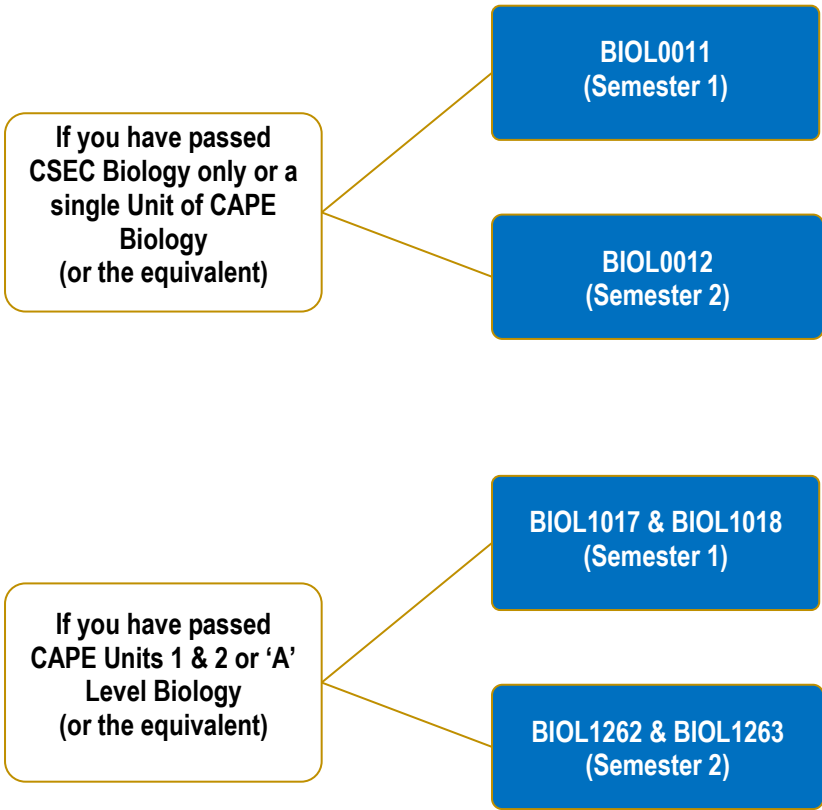 If you have passed
CSEC Biology only or a
single Unit of CAPE
Biology
(or the equivalent)
BIOL0011
(Semester 1)
BIOL0012
(Semester 2)
If you have passed
CAPE Units 1 & 2 or ‘A’
Level Biology
(or the equivalent)
BIOL1017 & BIOL1018
(Semester 1)
BIOL1262 & BIOL1263
(Semester 2)